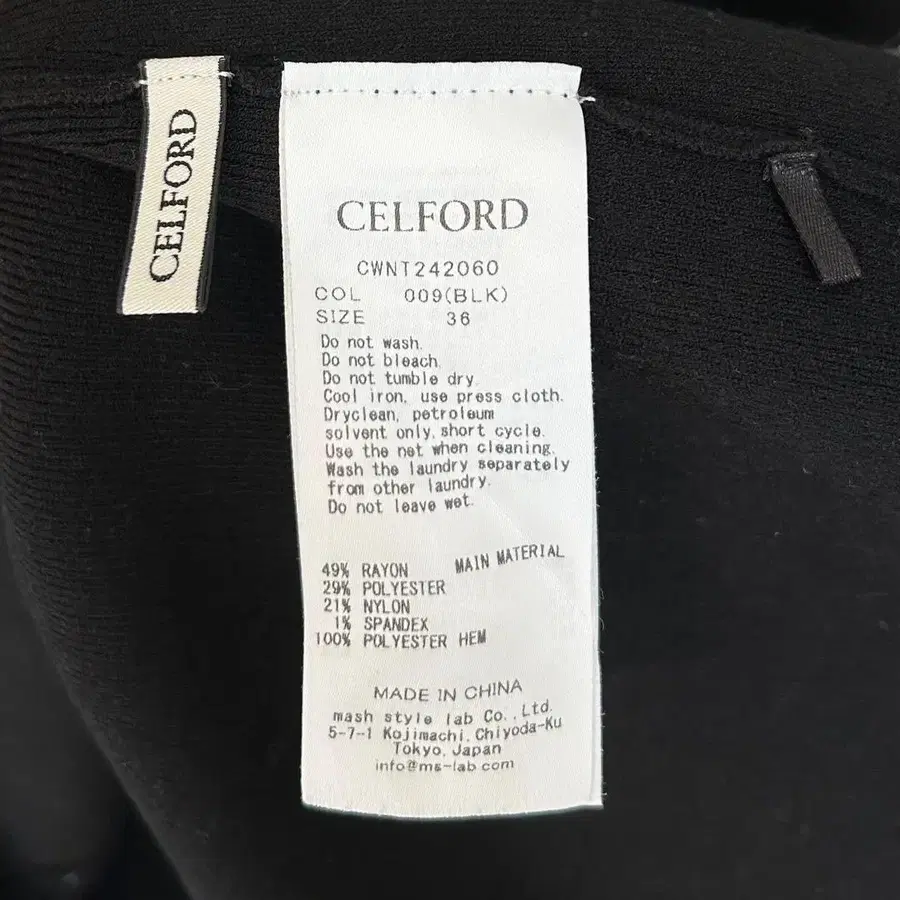 CELFORD
CELFORD
CWNT242060
COL 009(BLK)
SIZE 36
Do not wash.
Do not bleach.
Do not tumble dry.
Cool iron, use press cloth.
Dryclean, petroleum
solvent only, short cycle.
Use the net when cleaning.
Wash the laundry separately
from other laundry.
Do not leave wet.
49% RAYON MAIN MATERIAL
29% POLYESTER
21% NYLON
1% SPANDEX
100% POLYESTER HEM
MADE IN CHINA
mash style lab Co.,Ltd.
5-7-1 Kojimachi, Chiyoda-Ku
Tokyo, Japan
info@ms-lab.com